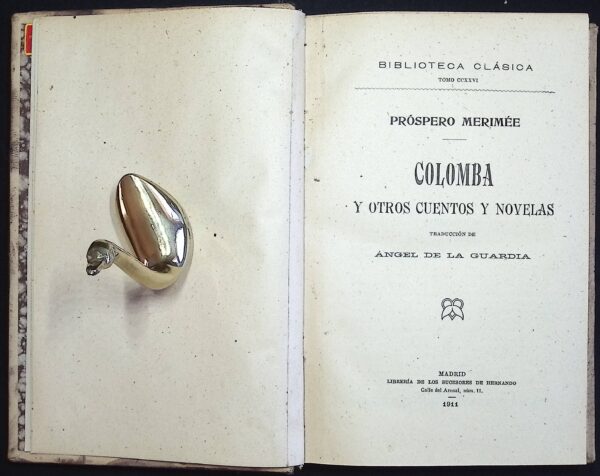 BIBLIOTECA CLÁSICA
TOMO CCXXVI
PRÓSPERO MERIMÉE
COLOMBA
Y OTROS CUENTOS Y NOVELAS
TRADUCCIÓN DE
ÁNGEL DE LA GUARDIA
MADRID
LIBRERÍA DE LOS SUCESORES DE HERNANDO
Calle del Arenal, núm. 11.
1911